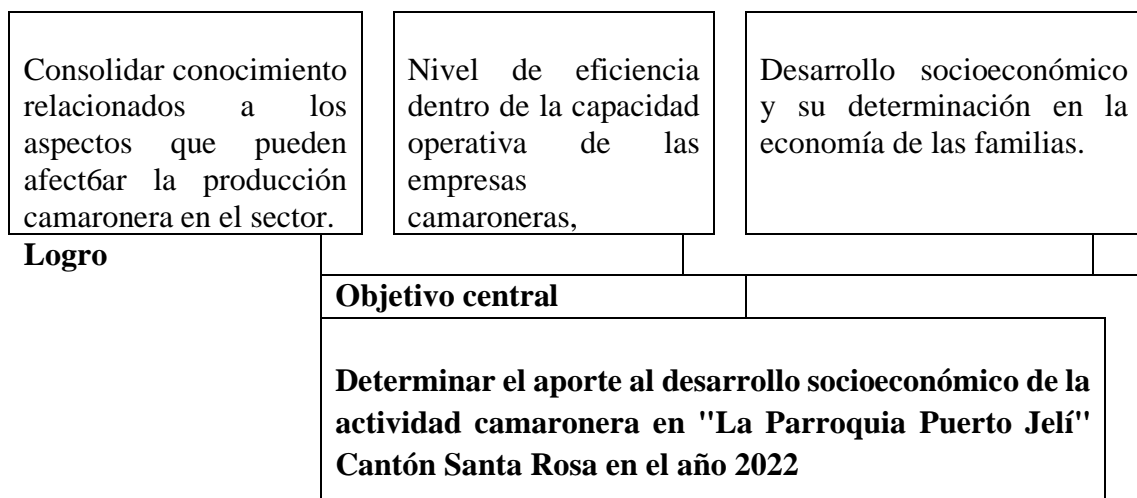 Consolidar conocimiento
relacionados a los
aspectos que pueden
afect6ar la producción
camaronera en el sector.
Nivel de eficiencia
dentro de la capacidad
operativa de las
empresas
camaroneras,
Desarrollo socioeconómico
y su determinación en la
economía de las familias.
Logro
Objetivo central
Determinar el aporte al desarrollo socioeconómico de la
actividad camaronera en "La Parroquia Puerto Jelí"
Cantón Santa Rosa en el año 2022